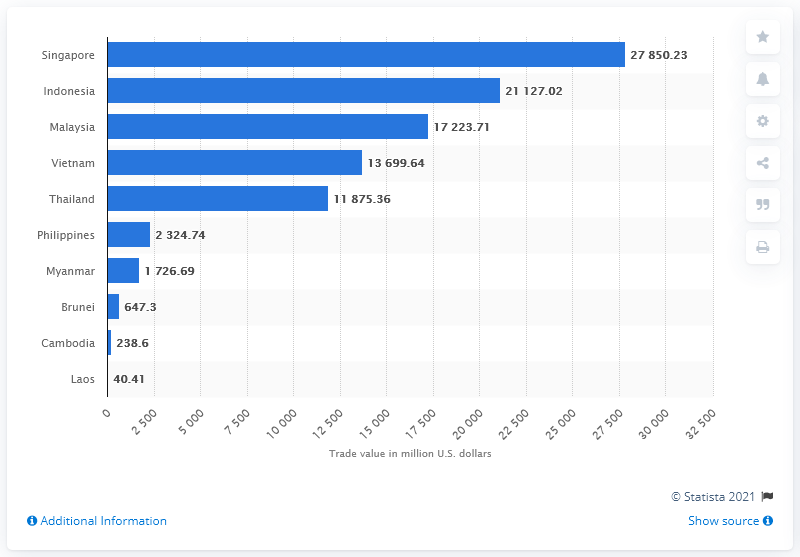 Singapore 27 850.23
Indonesia 21 127.02
Malaysia 17 223.71
Vietnam 13 699.64
Thailand 11 875.36
Philippines 2 324.74
Myanmar 1 726.69
Brunei 647.3
Cambodia 238.6
Laos 40.41
0 2 500 5 000 7 500 10 000 12 500 15 000 17 500 20 000 22 500 25 000 27 500 30 000 32 500
Trade value in million U.S. dollars
© Statista 2021
Additional Information Show source